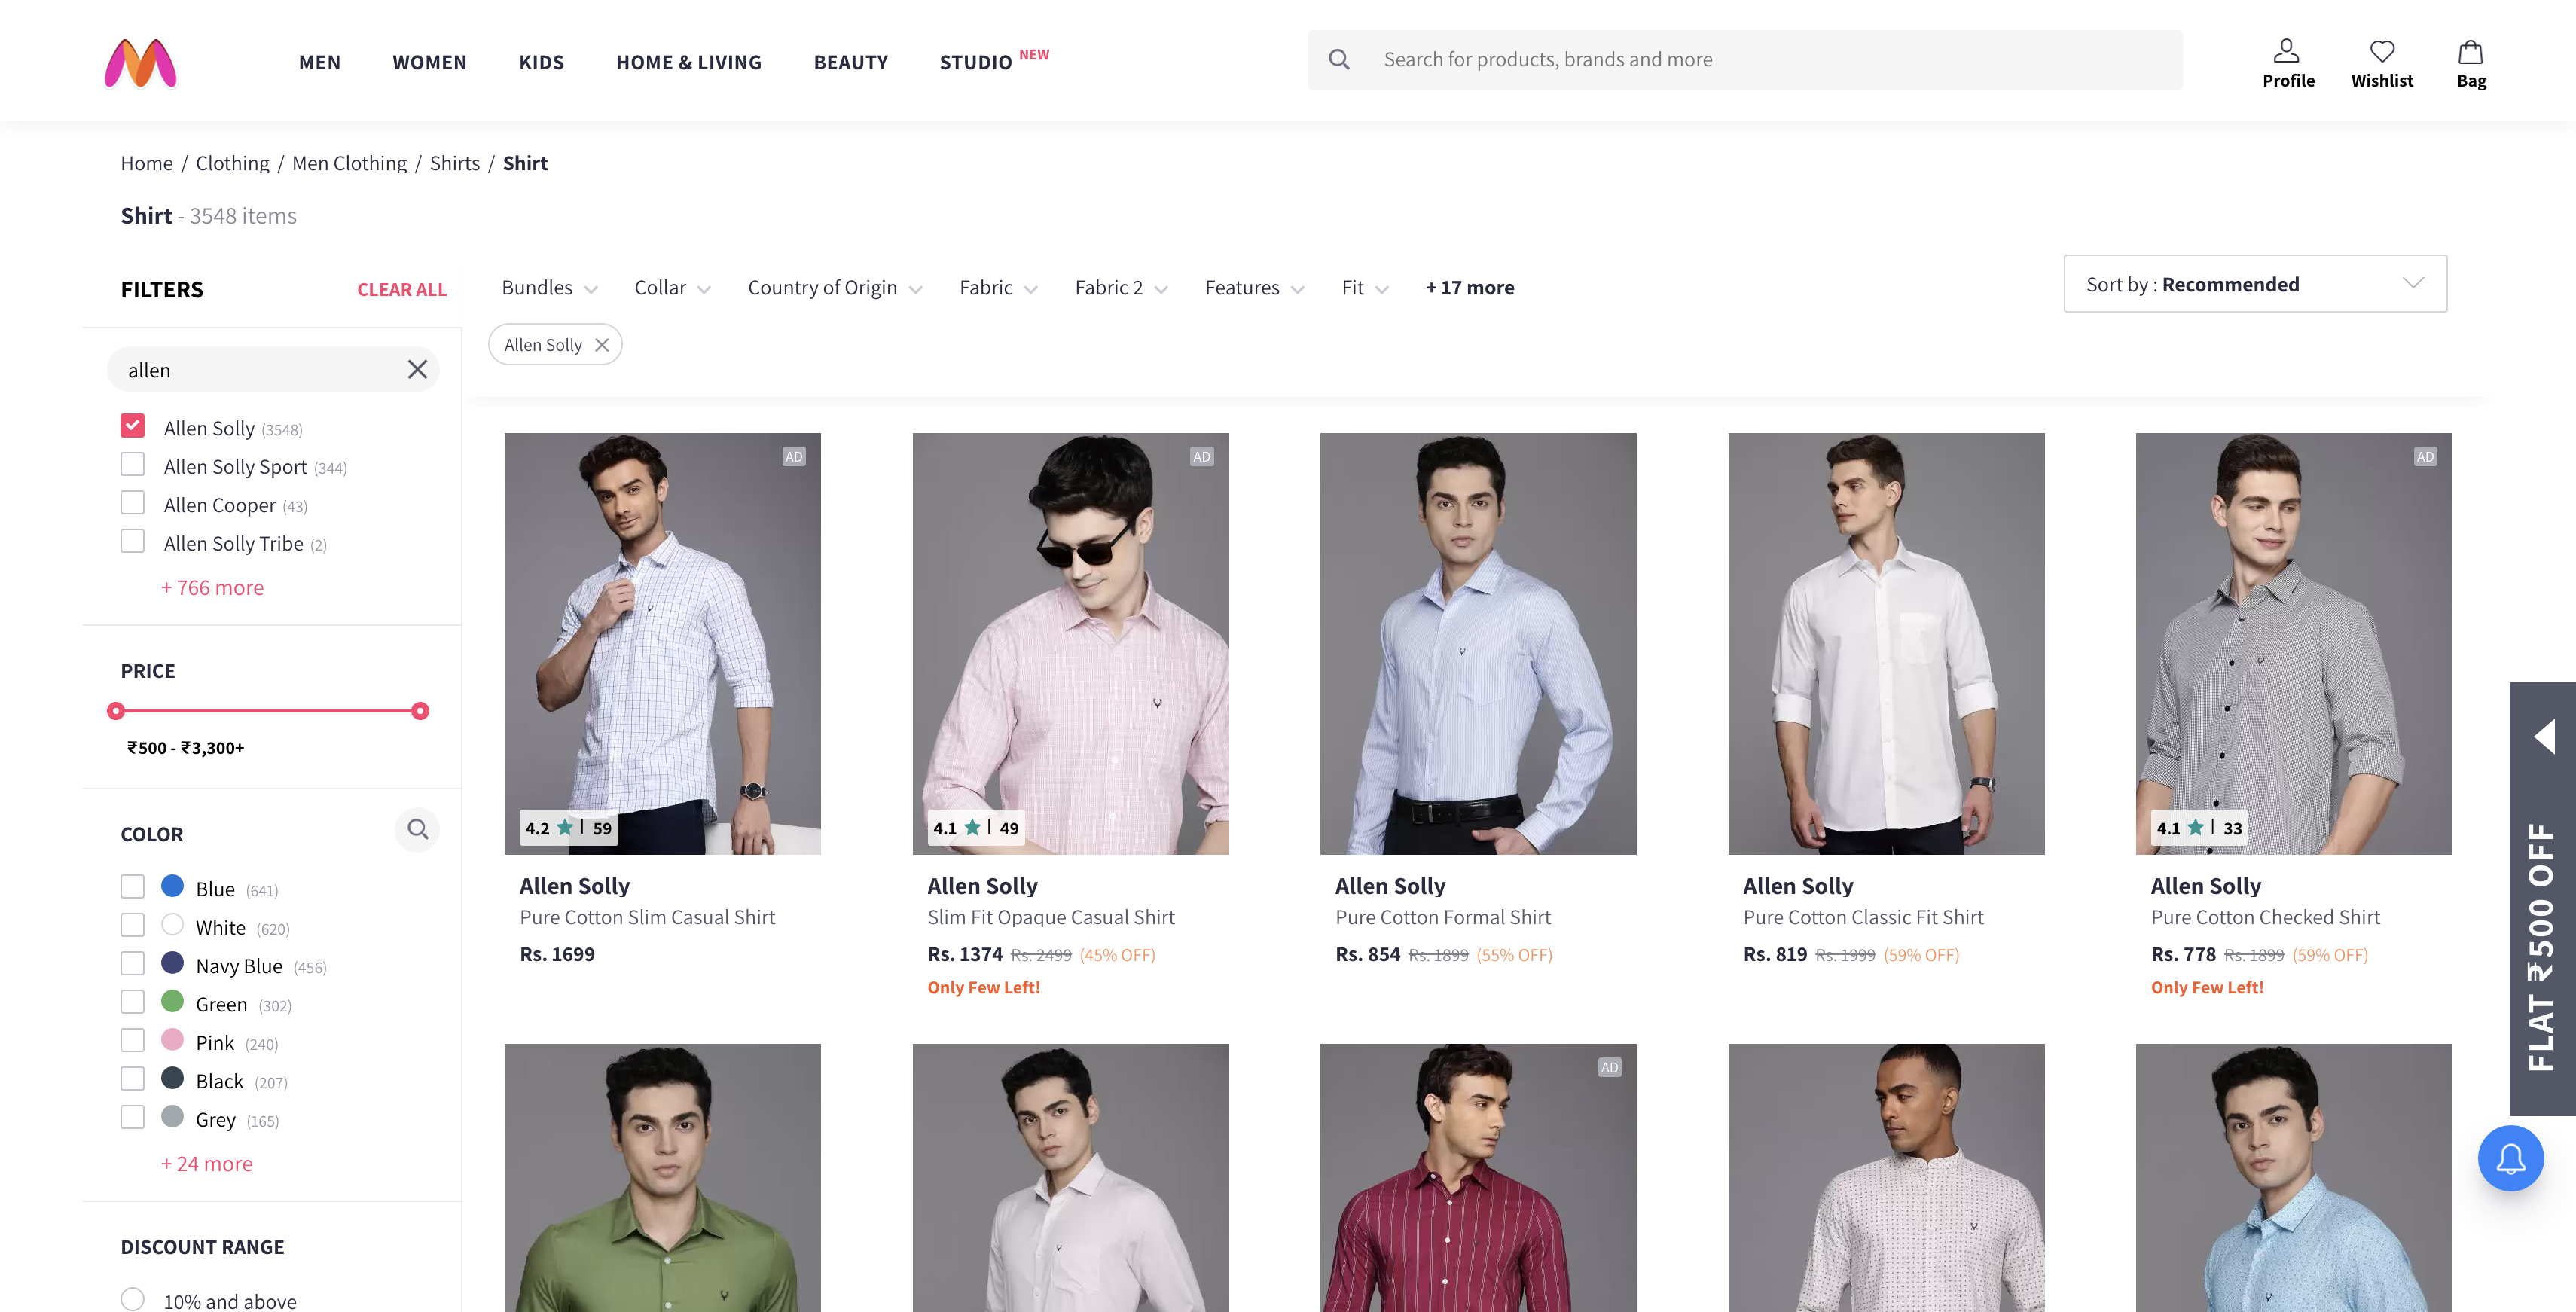 MEN WOMEN KIDS HOME & LIVING BEAUTY STUDIO NEW
Search for products, brands and more
Profile Wishlist Bag
Home / Clothing / Men Clothing / Shirts / Shirt
Shirt - 3548 items
FILTERS CLEAR ALL
Bundles Collar Country of Origin Fabric Fabric 2 Features Fit + 17 more
Sort by : Recommended
Allen Solly
allen
Allen Solly (3548)
Allen Solly Sport (344)
Allen Cooper (43)
Allen Solly Tribe (2)
+ 766 more
PRICE
₹500 - ₹3,300+
COLOR
Blue (641)
White (620)
Navy Blue (456)
Green (302)
Pink (240)
Black (207)
Grey (165)
+ 24 more
DISCOUNT RANGE
10% and above
AD
4.2 | 59
Allen Solly
Pure Cotton Slim Casual Shirt
Rs. 1699
AD
4.1 | 49
Allen Solly
Slim Fit Opaque Casual Shirt
Rs. 1374 Rs. 2499 (45% OFF)
Only Few Left!
Allen Solly
Pure Cotton Formal Shirt
Rs. 854 Rs. 1899 (55% OFF)
Allen Solly
Pure Cotton Classic Fit Shirt
Rs. 819 Rs. 1999 (59% OFF)
AD
4.1 | 33
Allen Solly
Pure Cotton Checked Shirt
Rs. 778 Rs. 1899 (59% OFF)
Only Few Left!
AD
FLAT ₹500 OFF